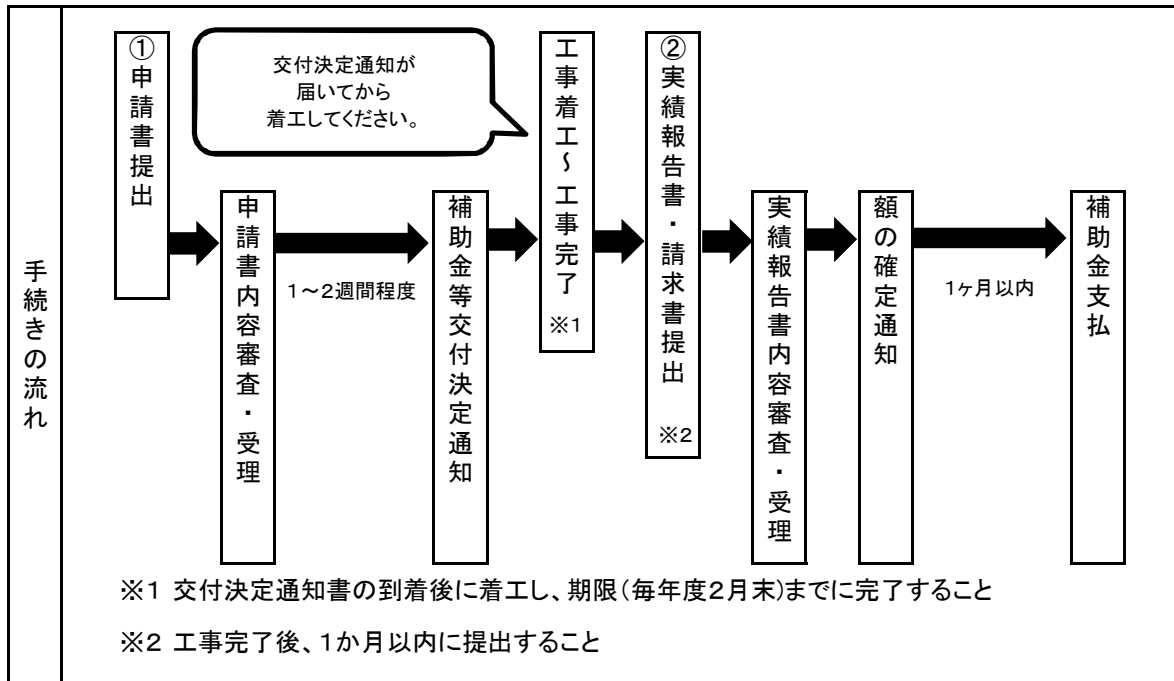 手続きの流れ
①申請書提出
交付決定通知が
届いてから
着工してください。
申請書内容審査・受理
1～2週間程度
補助金等交付決定通知
工事着工～工事完了
※1
②実績報告書・請求書提出
※2
実績報告書内容審査・受理
額の確定通知
1ヶ月以内
補助金支払
※1 交付決定通知書の到着後に着工し、期限(毎年度2月末)までに完了すること
※2 工事完了後、1か月以内に提出すること